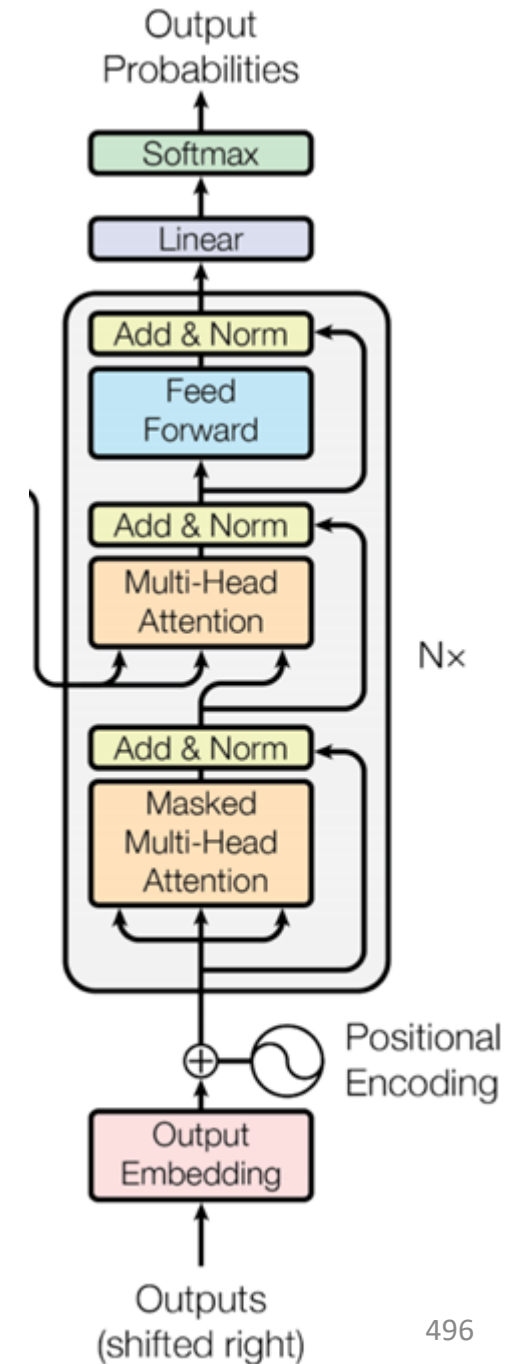 Output
Probabilities
Softmax
Linear
Add & Norm
Feed
Forward
Add & Norm
Multi-Head
Attention
N×
Add & Norm
Masked
Multi-Head
Attention
Positional
Encoding
Output
Embedding
Outputs
(shifted right)
496